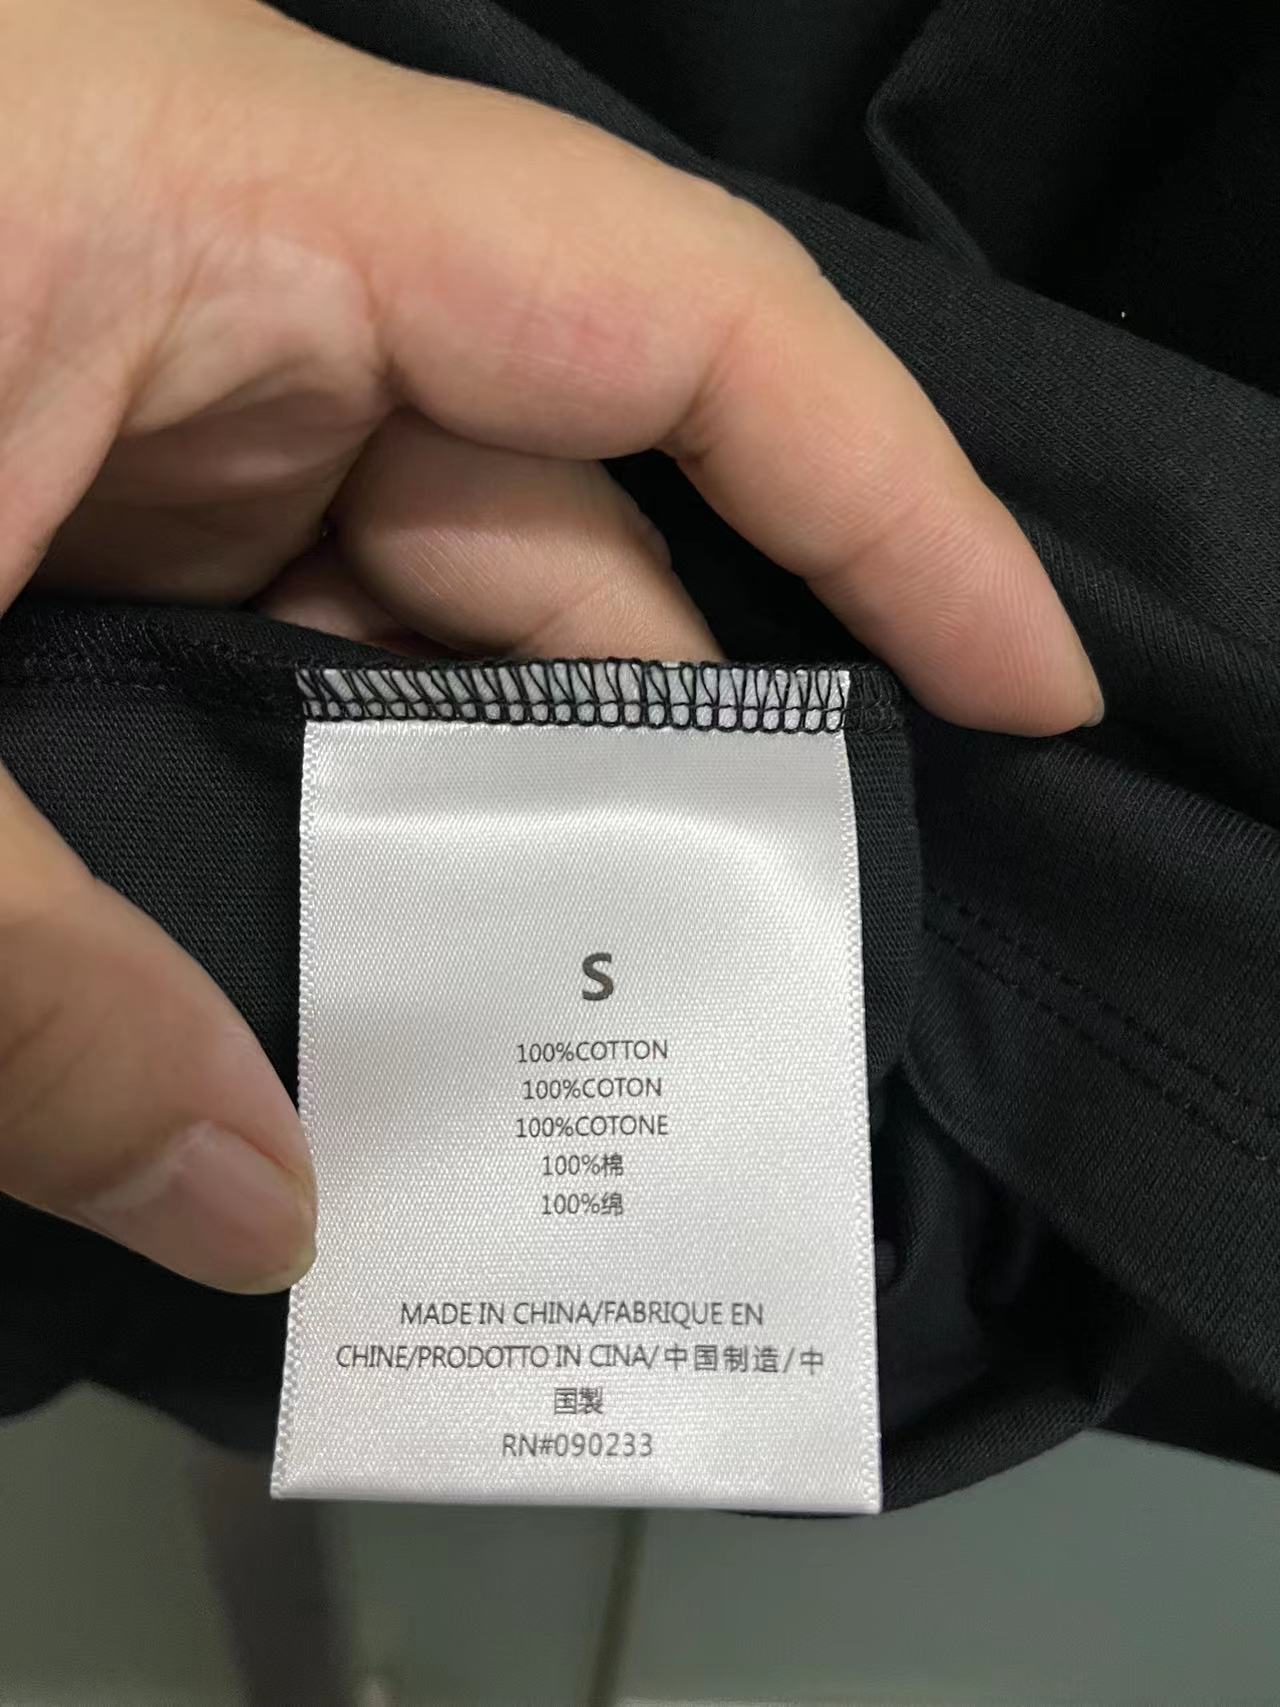 S
100%COTTON
100%COTON
100%COTONE
100%棉
100%绵
MADE IN CHINA/FABRIQUE EN
CHINE/PRODOTTO IN CINA/中国制造/中
国製
RN#090233